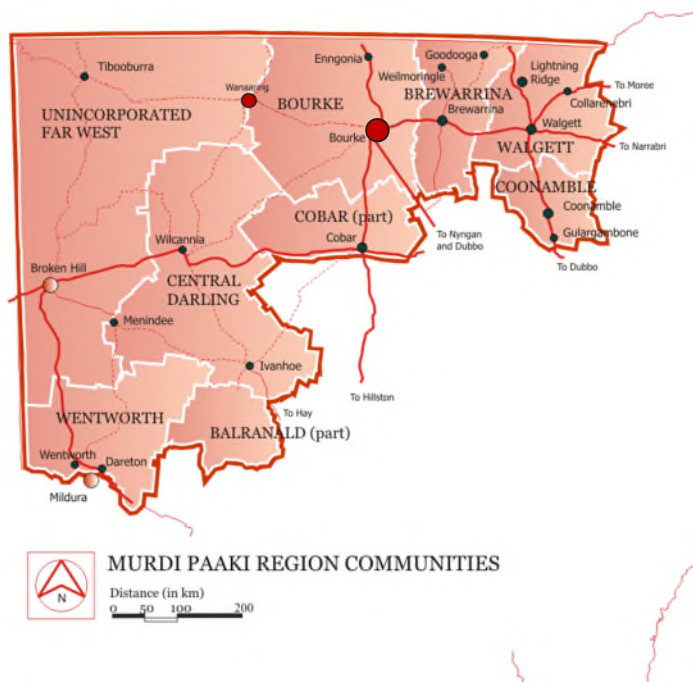 Tibooburra
Enngonia
Goodooga
Weilmoringle
Lightning
Ridge
To Moree
Wanaaring
BOURKE
BREWARRINA
Collarenebri
UNINCORPORATED
FAR WEST
Brewarrina
Walgett
Bourke
WALGETT
To Narrabri
COONAMBLE
COBAR (part)
Coonamble
To Nyngan
and Dubbo
Gulargambone
Wilcannia
Cobar
To Dubbo
Broken Hill
CENTRAL
DARLING
Menindee
Ivanhoe
To Hillston
To Hay
WENTWORTH
BALRANALD (part)
Wentworth
Dareton
Mildura
MURDI PAAKI REGION COMMUNITIES
Distance (in km)
0 50 100 200
N